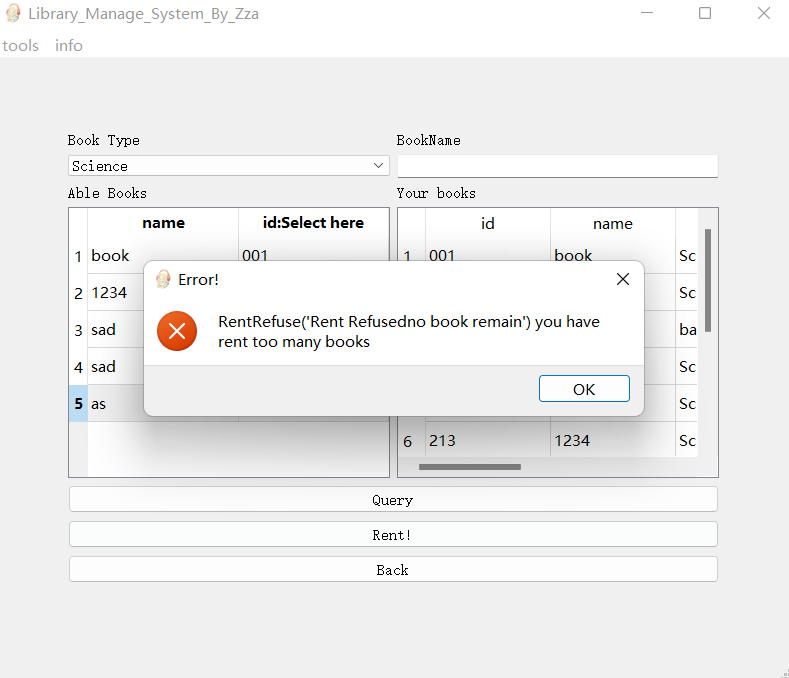 Library_Manage_System_By_Zza
tools info
Book Type
BookName
Science
Able Books
Your books
name id:Select here
id name
1 book 001
1 001 book Sc
2 1234
Sc
3 sad
ba
4 sad
Sc
5 as
Sc
6 213 1234 Sc
Error!
RentRefuse('Rent Refusedno book remain') you have
rent too many books
OK
Query
Rent!
Back